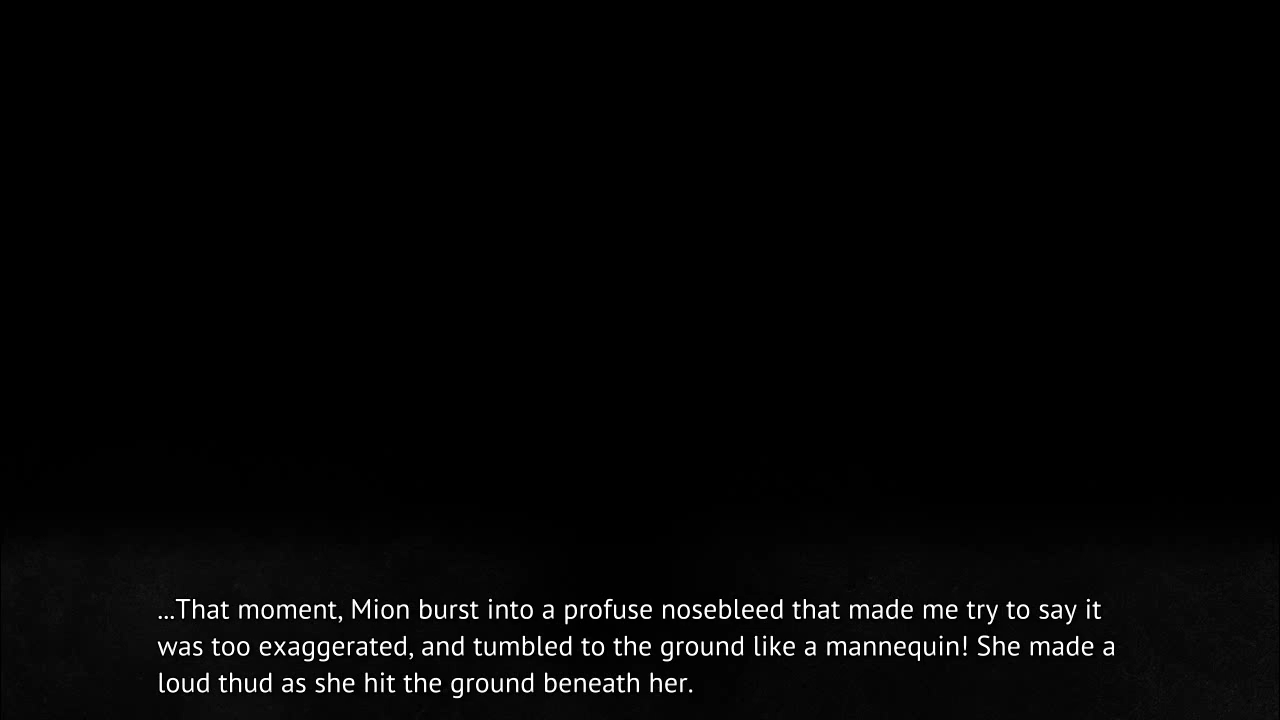 ...That moment, Mion burst into a profuse nosebleed that made me try to say it
was too exaggerated, and tumbled to the ground like a mannequin! She made a
loud thud as she hit the ground beneath her.